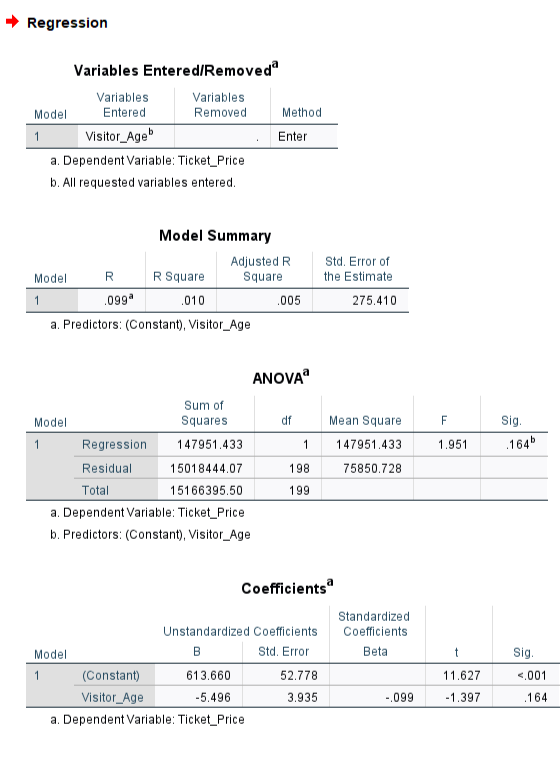 Regression
Variables Entered/Removedᵃ
Model Variables Entered Variables Removed Method
1 Visitor_Ageᵇ . Enter
a. Dependent Variable: Ticket_Price
b. All requested variables entered.
Model Summary
Model R R Square Adjusted R Square Std. Error of the Estimate
1 .099ᵃ .010 .005 275.410
a. Predictors: (Constant), Visitor_Age
ANOVAᵃ
Model Sum of Squares df Mean Square F Sig.
1 Regression 147951.433 1 147951.433 1.951 .164ᵇ
Residual 15018444.07 198 75850.728
Total 15166395.50 199
a. Dependent Variable: Ticket_Price
b. Predictors: (Constant), Visitor_Age
Coefficientsᵃ
Unstandardized Coefficients Standardized Coefficients
Model B Std. Error Beta t Sig.
1 (Constant) 613.660 52.778 11.627 <.001
Visitor_Age -5.496 3.935 -.099 -1.397 .164
a. Dependent Variable: Ticket_Price